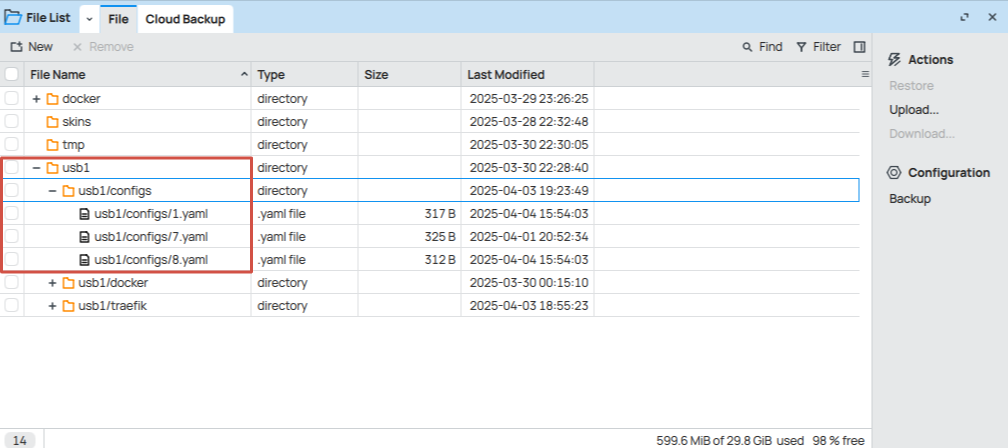 File List File Cloud Backup
New Remove Find Filter
File Name Type Size Last Modified
docker directory 2025-03-29 23:26:25
skins directory 2025-03-28 22:32:48
tmp directory 2025-03-30 22:30:05
usb1 directory 2025-03-30 22:28:40
usb1/configs directory 2025-04-03 19:23:49
usb1/configs/1.yaml .yaml file 317 B 2025-04-04 15:54:03
usb1/configs/7.yaml .yaml file 325 B 2025-04-01 20:52:34
usb1/configs/8.yaml .yaml file 312 B 2025-04-04 15:54:03
usb1/docker directory 2025-03-30 00:15:10
usb1/traefik directory 2025-04-03 18:55:23
14 599.6 MiB of 29.8 GiB used 98 % free
Actions
Restore
Upload...
Download...
Configuration
Backup